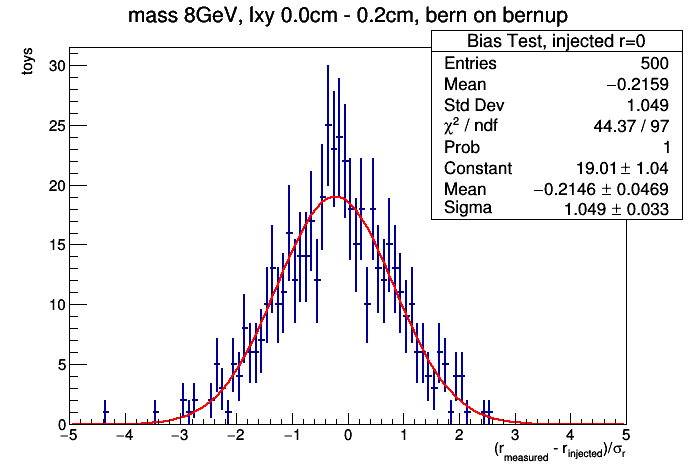 mass 8GeV, lxy 0.0cm - 0.2cm, bern on bernup
Bias Test, injected r=0
Entries 500
Mean −0.2159
Std Dev 1.049
χ² / ndf 44.37 / 97
Prob 1
Constant 19.01 ± 1.04
Mean −0.2146 ± 0.0469
Sigma 1.049 ± 0.033
toys
30
25
20
15
10
5
0
−5 −4 −3 −2 −1 0 1 2 3 4 5
(r_measured - r_injected)/σ_r